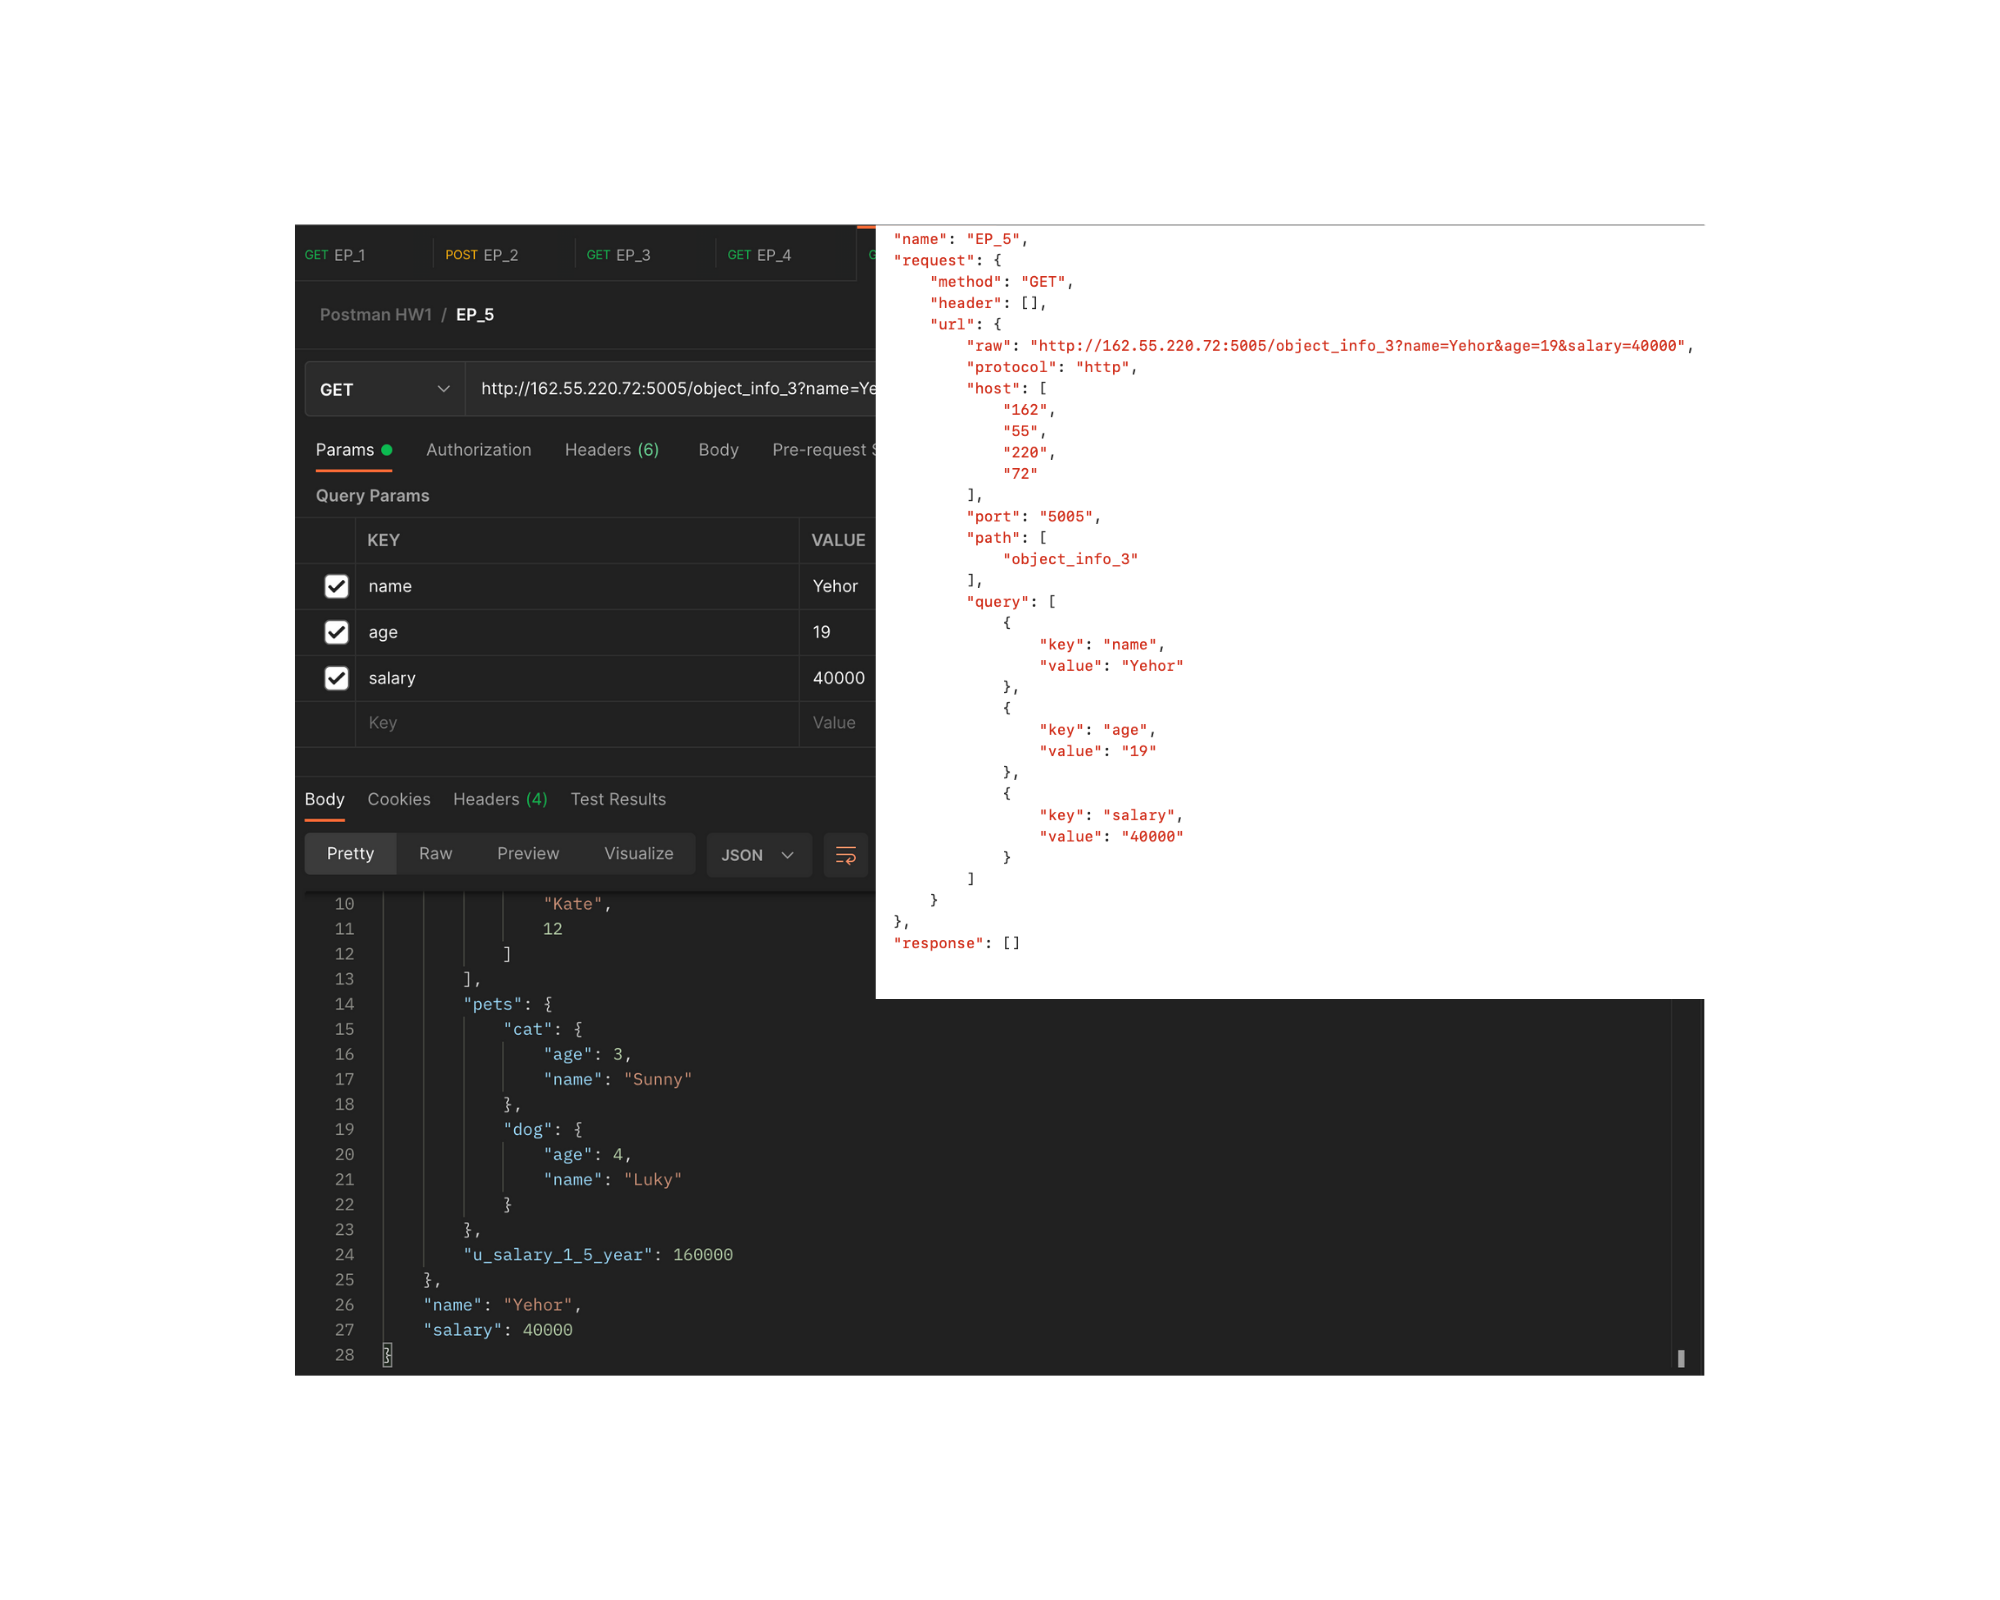 GET EP_1 POST EP_2 GET EP_3 GET EP_4
Postman HW1 / EP_5
GET http://162.55.220.72:5005/object_info_3?name=Ye
Params Authorization Headers (6) Body Pre-request S
Query Params
KEY VALUE
name Yehor
age 19
salary 40000
Key Value
Body Cookies Headers (4) Test Results
Pretty Raw Preview Visualize JSON
10 "Kate",
11 12
12 ]
13 ],
14 "pets": {
15 "cat": {
16 "age": 3,
17 "name": "Sunny"
18 },
19 "dog": {
20 "age": 4,
21 "name": "Luky"
22 }
23 },
24 "u_salary_1_5_year": 160000
25 },
26 "name": "Yehor",
27 "salary": 40000
28 }
"name": "EP_5",
"request": {
"method": "GET",
"header": [],
"url": {
"raw": "http://162.55.220.72:5005/object_info_3?name=Yehor&age=19&salary=40000",
"protocol": "http",
"host": [
"162",
"55",
"220",
"72"
],
"port": "5005",
"path": [
"object_info_3"
],
"query": [
{
"key": "name",
"value": "Yehor"
},
{
"key": "age",
"value": "19"
},
{
"key": "salary",
"value": "40000"
}
]
}
},
"response": []